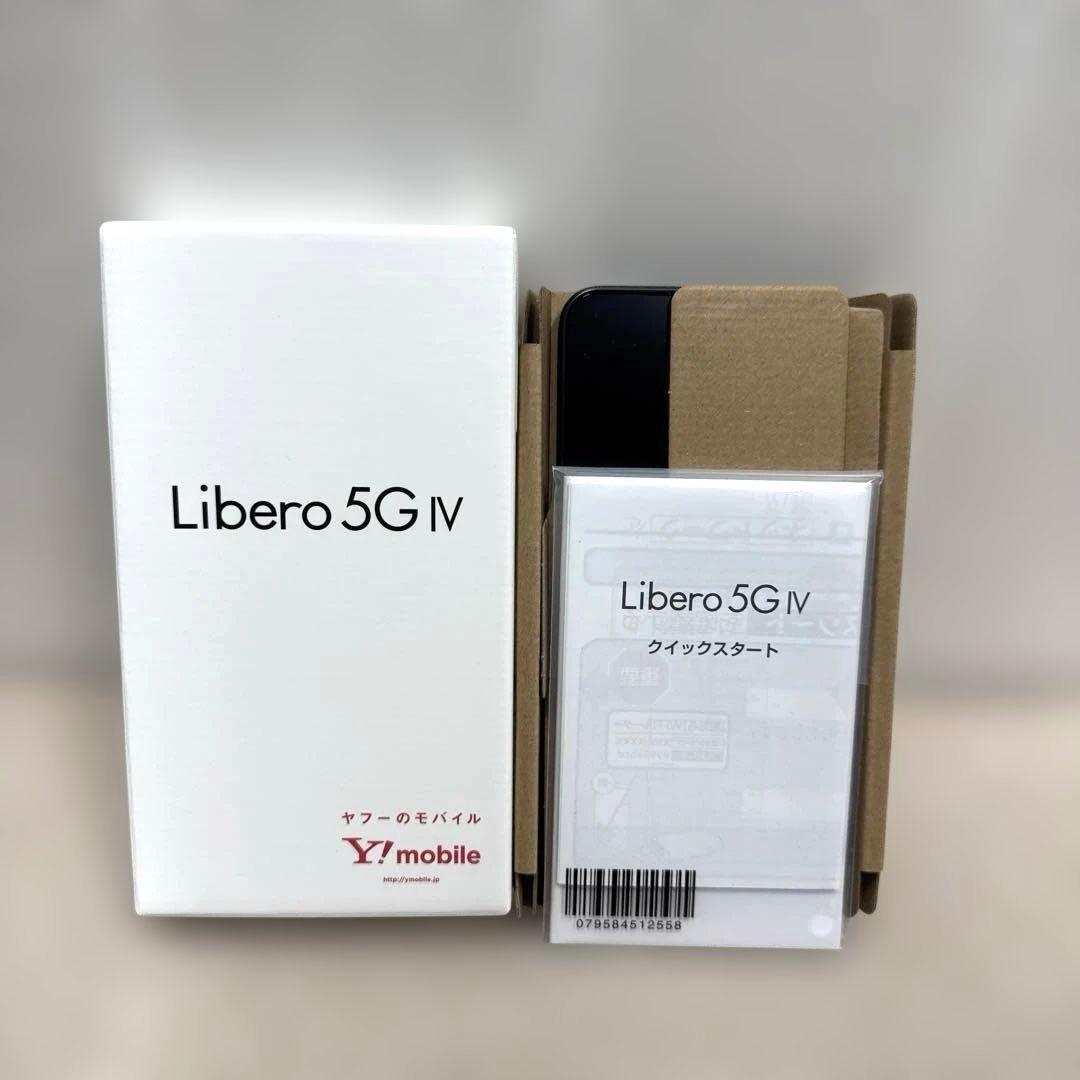 Libero 5G IV
ヤフーのモバイル
Y!mobile
http://ymobile.jp
Libero 5G IV
クイックスタート
079584512558